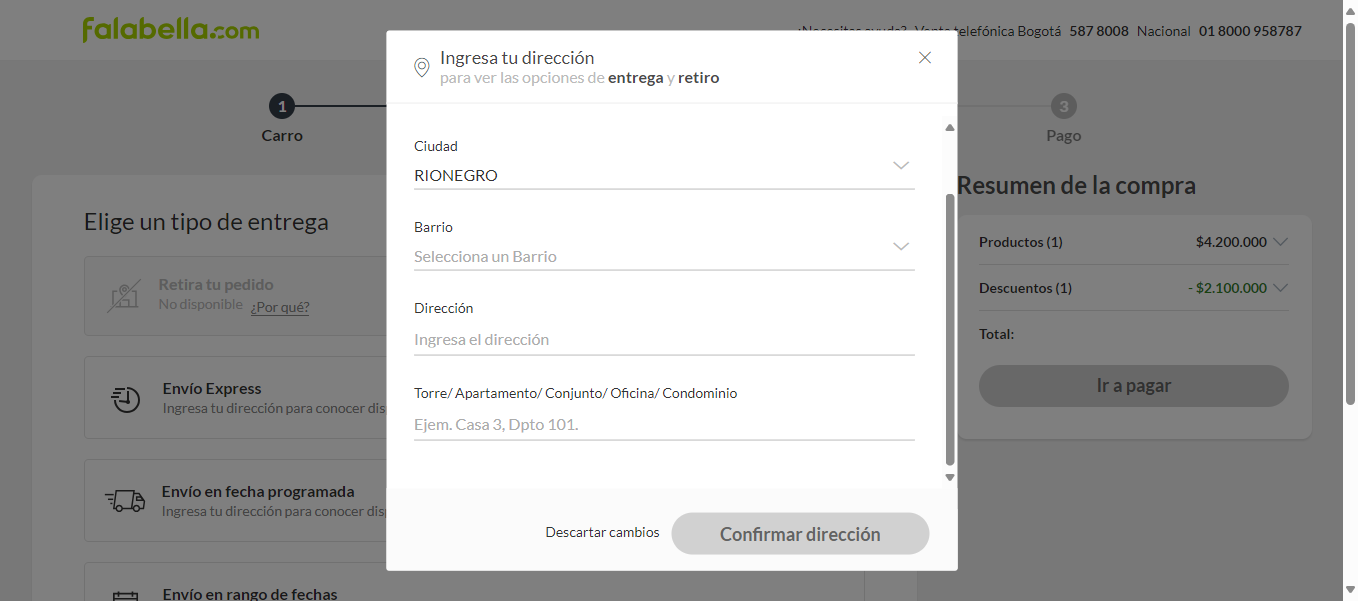 falabella.com
¿Necesitas ayuda? Venta telefónica Bogotá 587 8008 Nacional 01 8000 958787
1
Carro
3
Pago
Ingresa tu dirección
para ver las opciones de entrega y retiro
Ciudad
RIONEGRO
Barrio
Selecciona un Barrio
Dirección
Ingresa el dirección
Torre/ Apartamento/ Conjunto/ Oficina/ Condominio
Ejem. Casa 3, Dpto 101.
Descartar cambios
Confirmar dirección
Elige un tipo de entrega
Retira tu pedido
No disponible ¿Por qué?
Envío Express
Ingresa tu dirección para conocer
Envío en fecha programada
Ingresa tu dirección para conocer
Envío en rango de fechas
Resumen de la compra
Productos (1) $4.200.000
Descuentos (1) - $2.100.000
Total:
Ir a pagar